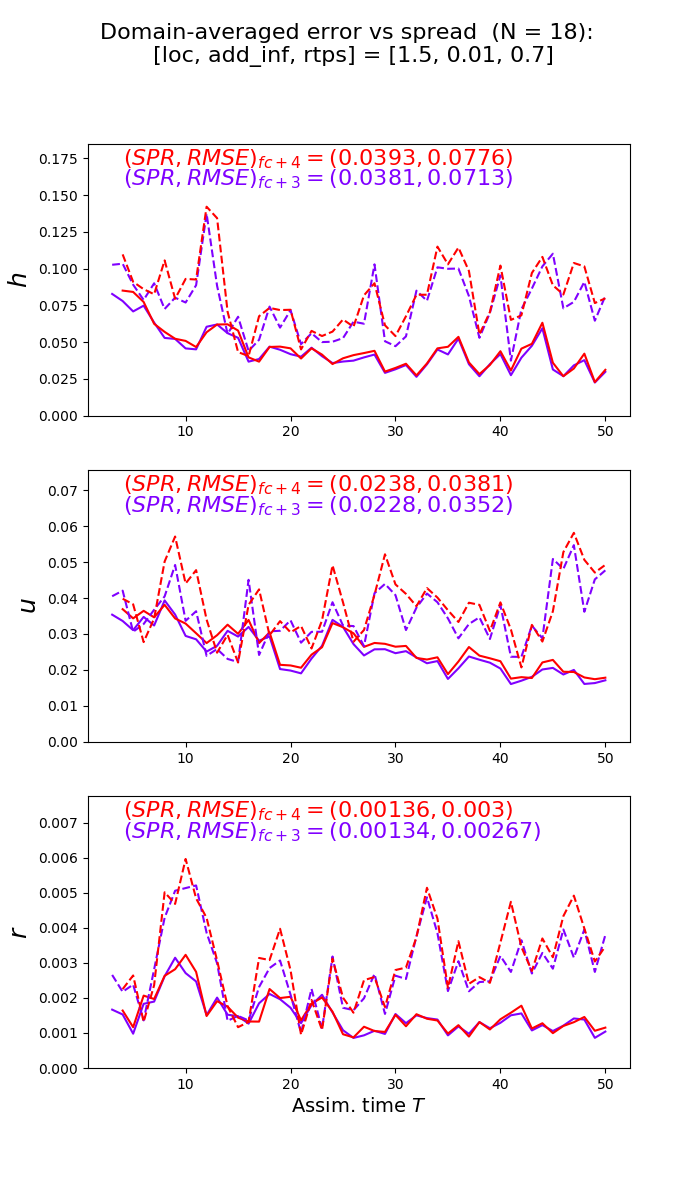 Domain-averaged error vs spread (N = 18):
[loc, add_inf, rtps] = [1.5, 0.01, 0.7]
(SPR, RMSE)fc+4 = (0.0393, 0.0776)
(SPR, RMSE)fc+3 = (0.0381, 0.0713)
0.175
0.150
0.125
0.100
0.075
0.050
0.025
0.000
h
10 20 30 40 50
(SPR, RMSE)fc+4 = (0.0238, 0.0381)
(SPR, RMSE)fc+3 = (0.0228, 0.0352)
0.07
0.06
0.05
0.04
0.03
0.02
0.01
0.00
u
10 20 30 40 50
(SPR, RMSE)fc+4 = (0.00136, 0.003)
(SPR, RMSE)fc+3 = (0.00134, 0.00267)
0.007
0.006
0.005
0.004
0.003
0.002
0.001
0.000
r
10 20 30 40 50
Assim. time T